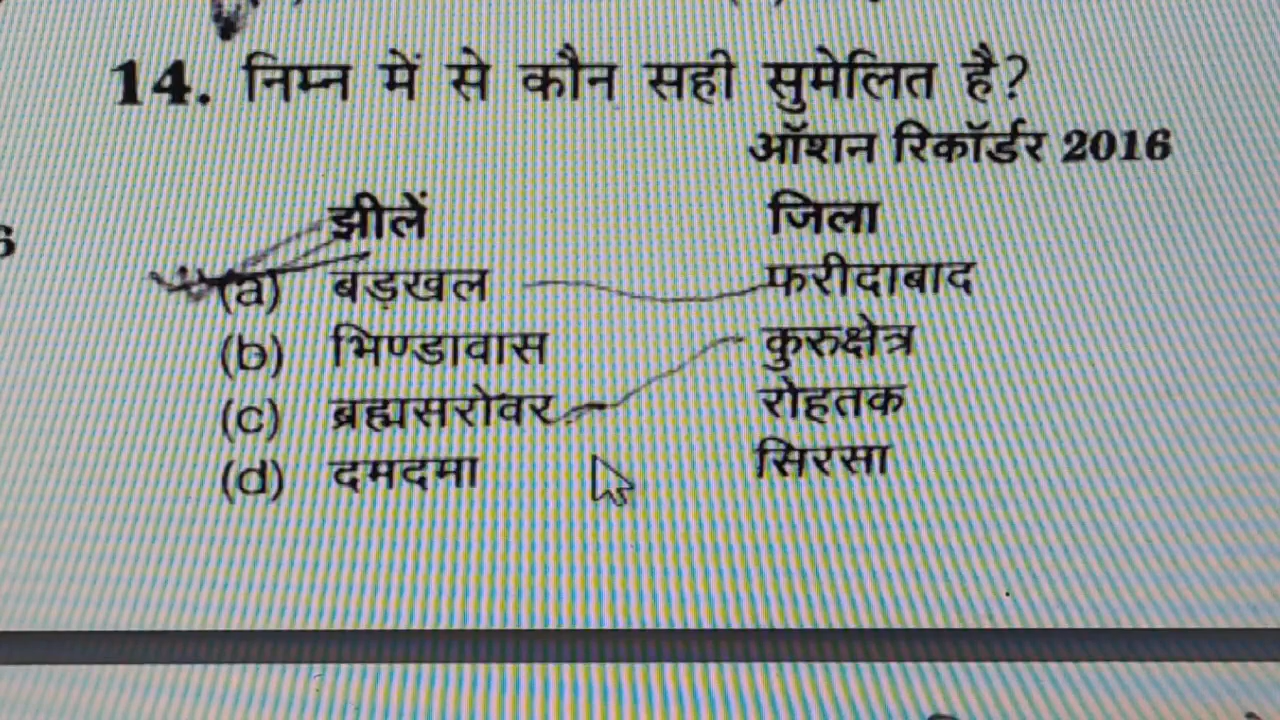 14. निम्न में से कौन सही सुमेलित है?
ऑशन रिकॉर्डर 2016
झीलें जिला
(a) बड़खल फरीदाबाद
(b) भिण्डावास कुरुक्षेत्र
(c) ब्रह्मसरोवर रोहतक
(d) दमदमा सिरसा